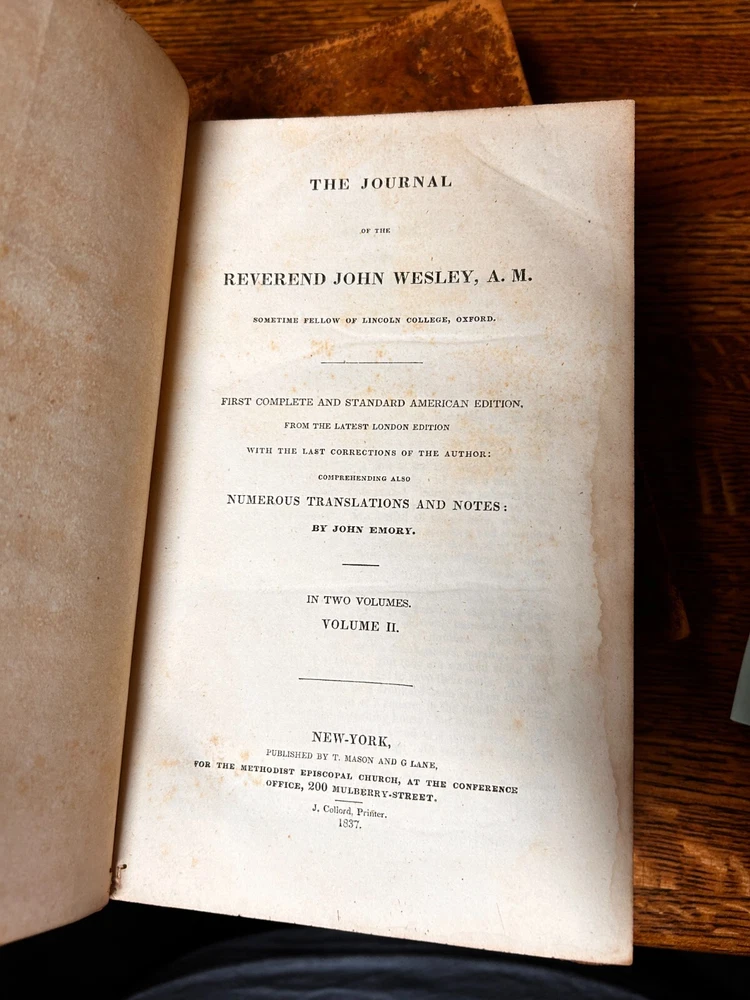 THE JOURNAL
OF THE
REVEREND JOHN WESLEY, A. M.
SOMETIME FELLOW OF LINCOLN COLLEGE, OXFORD.
FIRST COMPLETE AND STANDARD AMERICAN EDITION,
FROM THE LATEST LONDON EDITION
WITH THE LAST CORRECTIONS OF THE AUTHOR:
COMPREHENDING ALSO
NUMEROUS TRANSLATIONS AND NOTES:
BY JOHN EMORY.
IN TWO VOLUMES.
VOLUME II.
NEW-YORK,
PUBLISHED BY T. MASON AND G LANE,
FOR THE METHODIST EPISCOPAL CHURCH, AT THE CONFERENCE
OFFICE, 200 MULBERRY-STREET.
J. Collord, Printer.
1837.